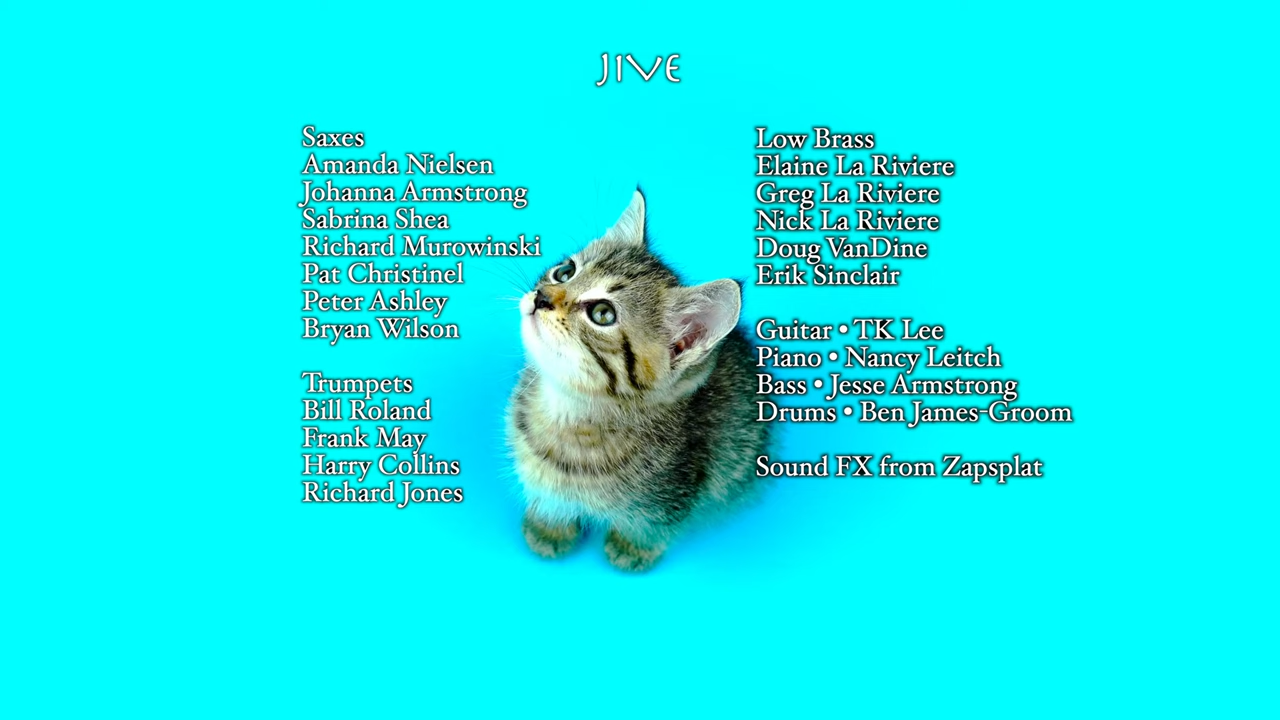 JIVE
Saxes
Amanda Nielsen
Johanna Armstrong
Sabrina Shea
Richard Murowinski
Pat Christinel
Peter Ashley
Bryan Wilson
Trumpets
Bill Roland
Frank May
Harry Collins
Richard Jones
Low Brass
Elaine La Riviere
Greg La Riviere
Nick La Riviere
Doug VanDine
Erik Sinclair
Guitar • TK Lee
Piano • Nancy Leitch
Bass • Jesse Armstrong
Drums • Ben James-Groom
Sound FX from Zapsplat